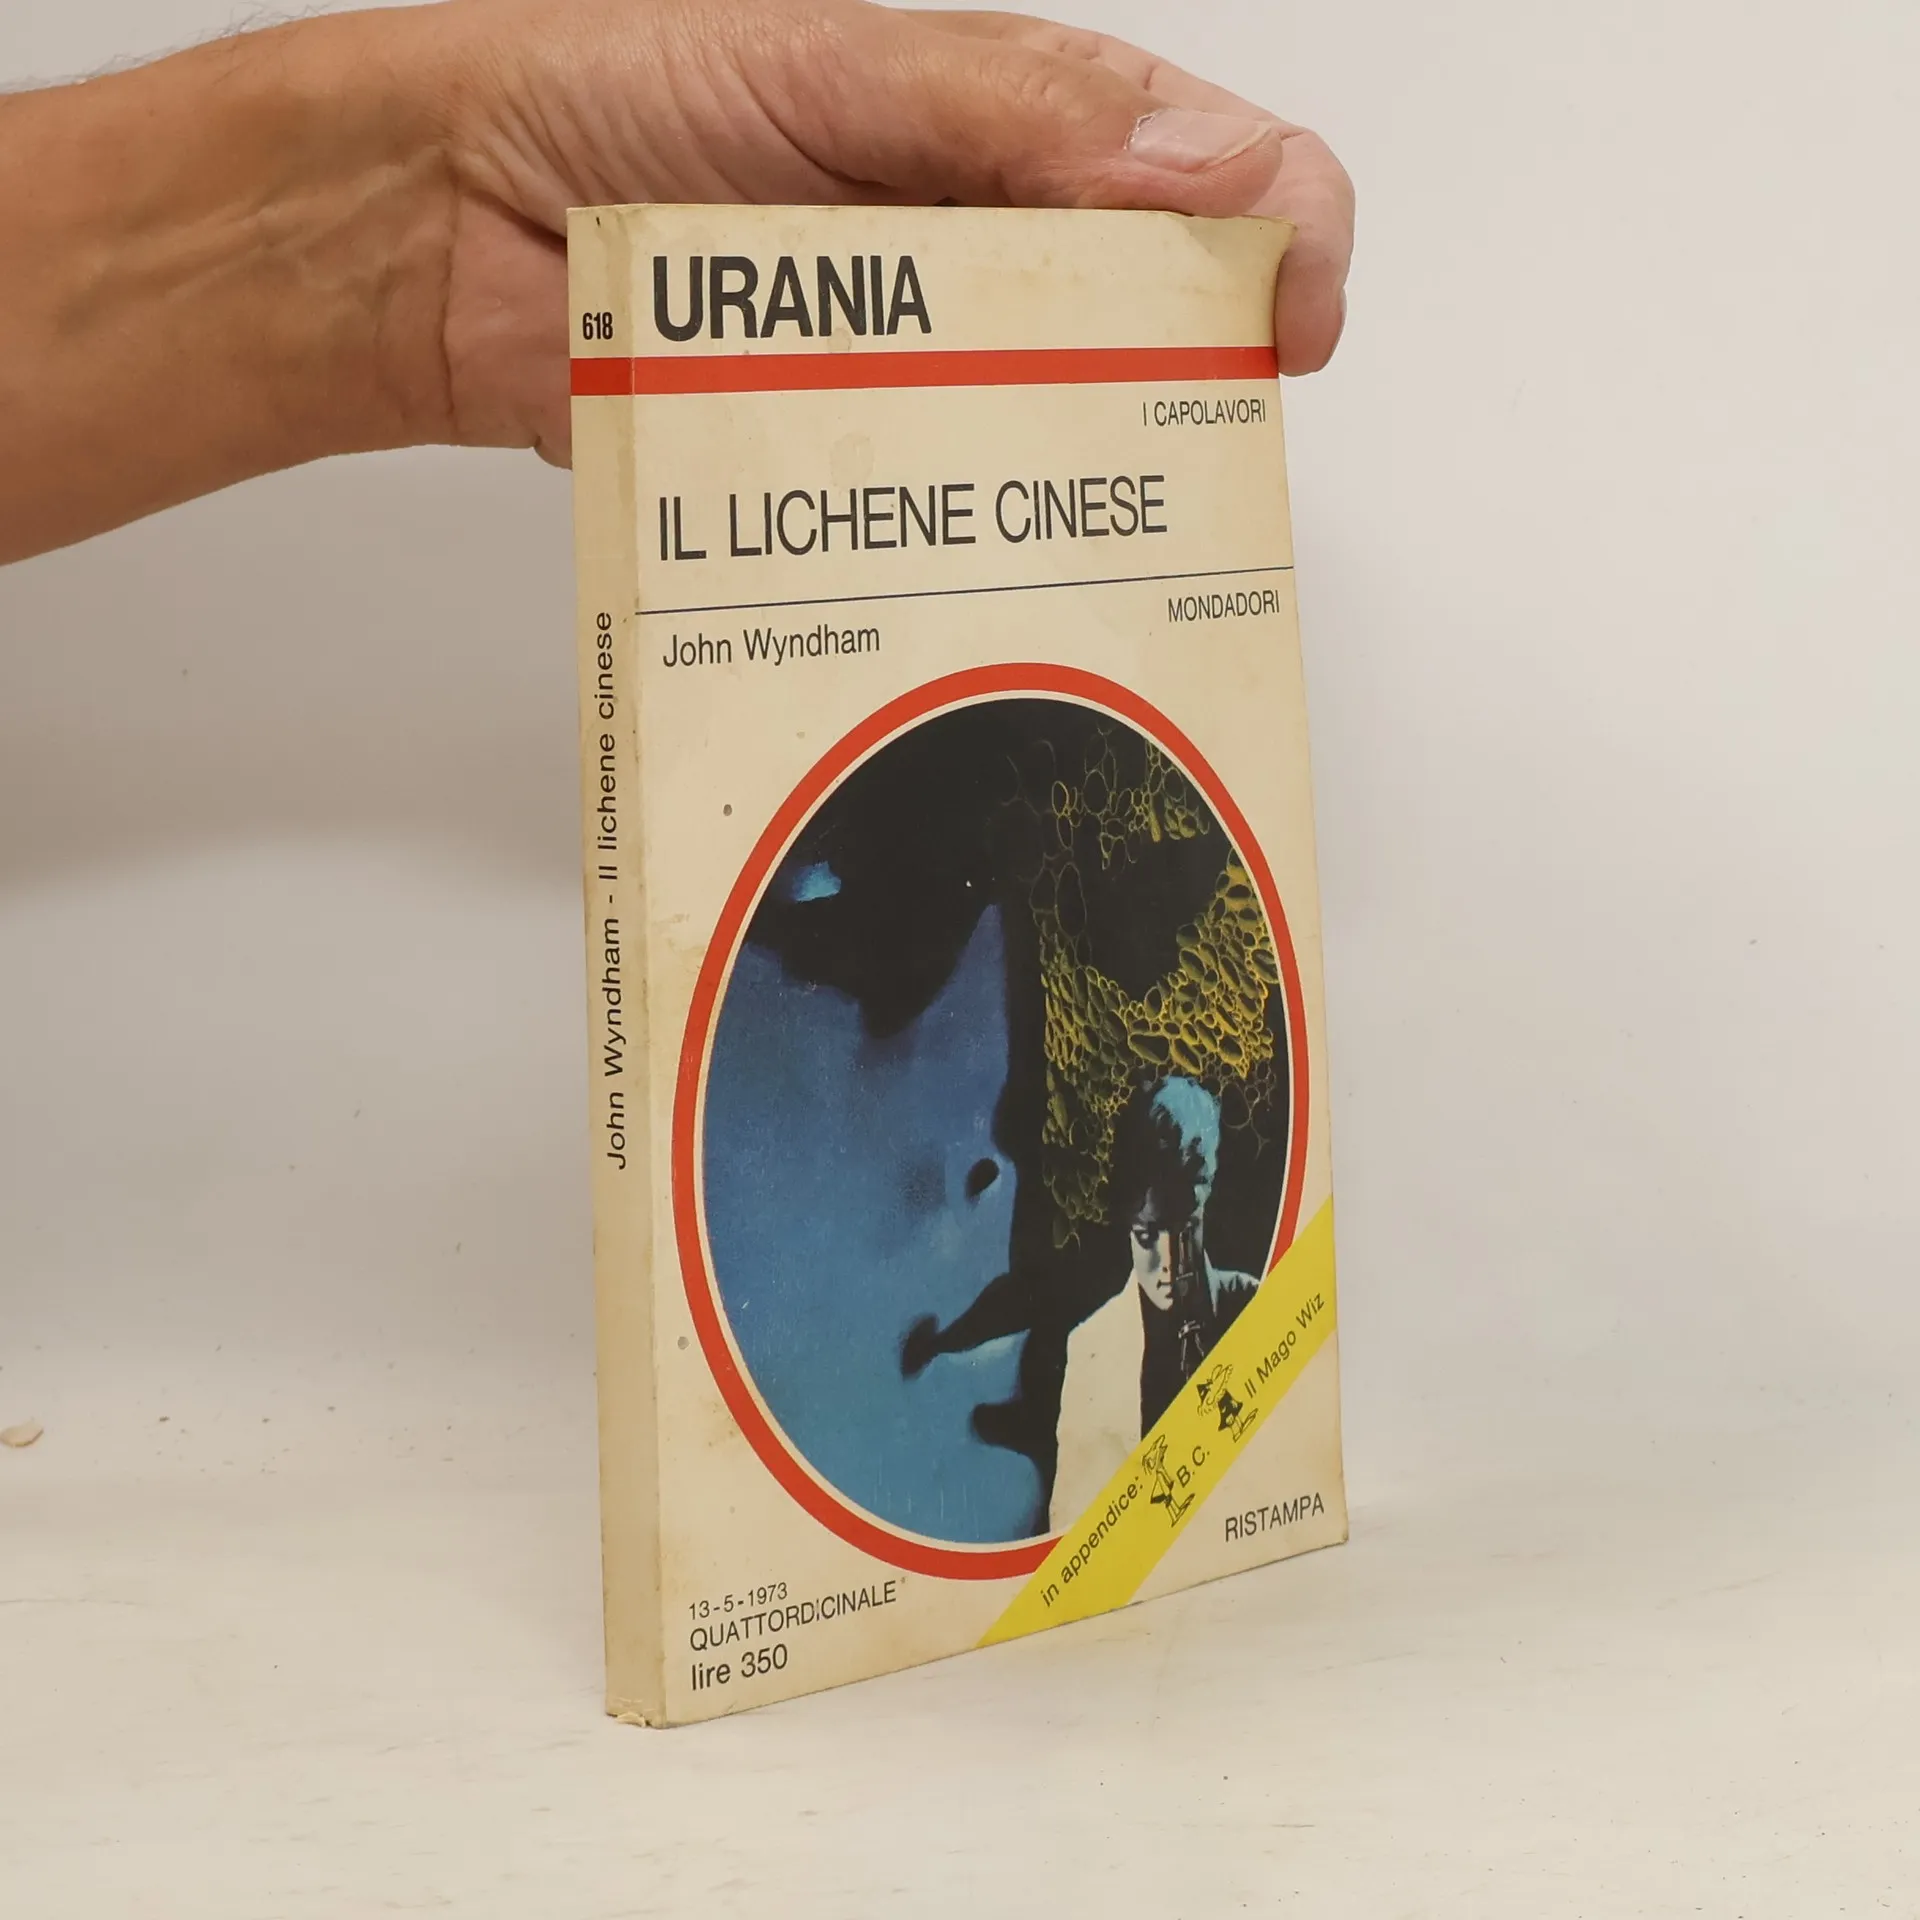 618
URANIA
I CAPOLAVORI
IL LICHENE CINESE
MONDADORI
John Wyndham
John Wyndham - Il lichene cinese
in appendice: B.C. Il Mago Wiz
RISTAMPA
13-5-1973
QUATTORDICINALE
lire 350